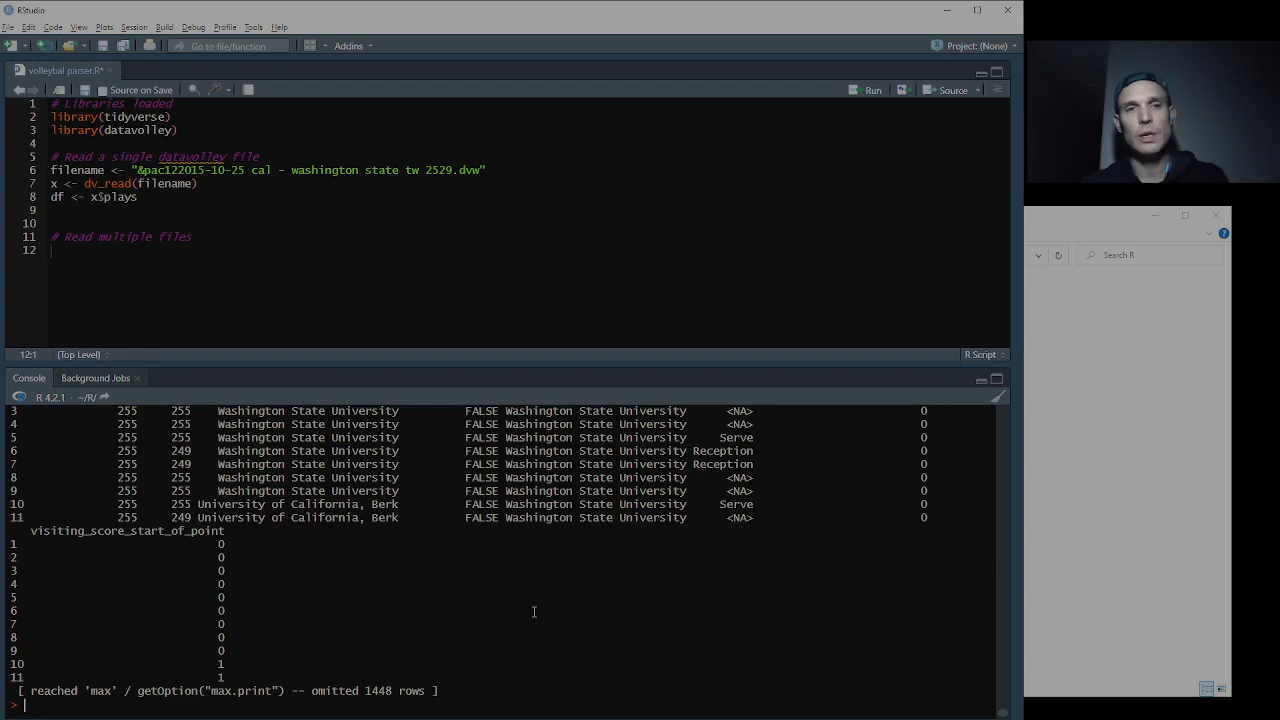 RStudio
File Edit Code View Plots Session Build Debug Profile Tools Help
Go to file/function Addins Project: (None)
volleybal parser.R*
Source on Save Run Source
1 # Libraries loaded
2 library(tidyverse)
3 library(datavolley)
4
5 # Read a single datavolley file
6 filename <- "&pac122015-10-25 cal - washington state tw 2529.dvw"
7 x <- dv_read(filename)
8 df <- x$plays
9
10
11 # Read multiple files
12
12:1 (Top Level) R Script
Console Background Jobs
R 4.2.1 · ~/R/
3 255 255 Washington State University FALSE Washington State University <NA> 0
4 255 255 Washington State University FALSE Washington State University <NA> 0
5 255 255 Washington State University FALSE Washington State University Serve 0
6 255 249 Washington State University FALSE Washington State University Reception 0
7 255 249 Washington State University FALSE Washington State University Reception 0
8 255 255 Washington State University FALSE Washington State University <NA> 0
9 255 255 Washington State University FALSE Washington State University <NA> 0
10 255 255 University of California, Berk FALSE Washington State University Serve 0
11 255 249 University of California, Berk FALSE Washington State University <NA> 0
visiting_score_start_of_point
1 0
2 0
3 0
4 0
5 0
6 0
7 0
8 0
9 0
10 1
11 1
[ reached 'max' / getOption("max.print") -- omitted 1448 rows ]
>
Search R